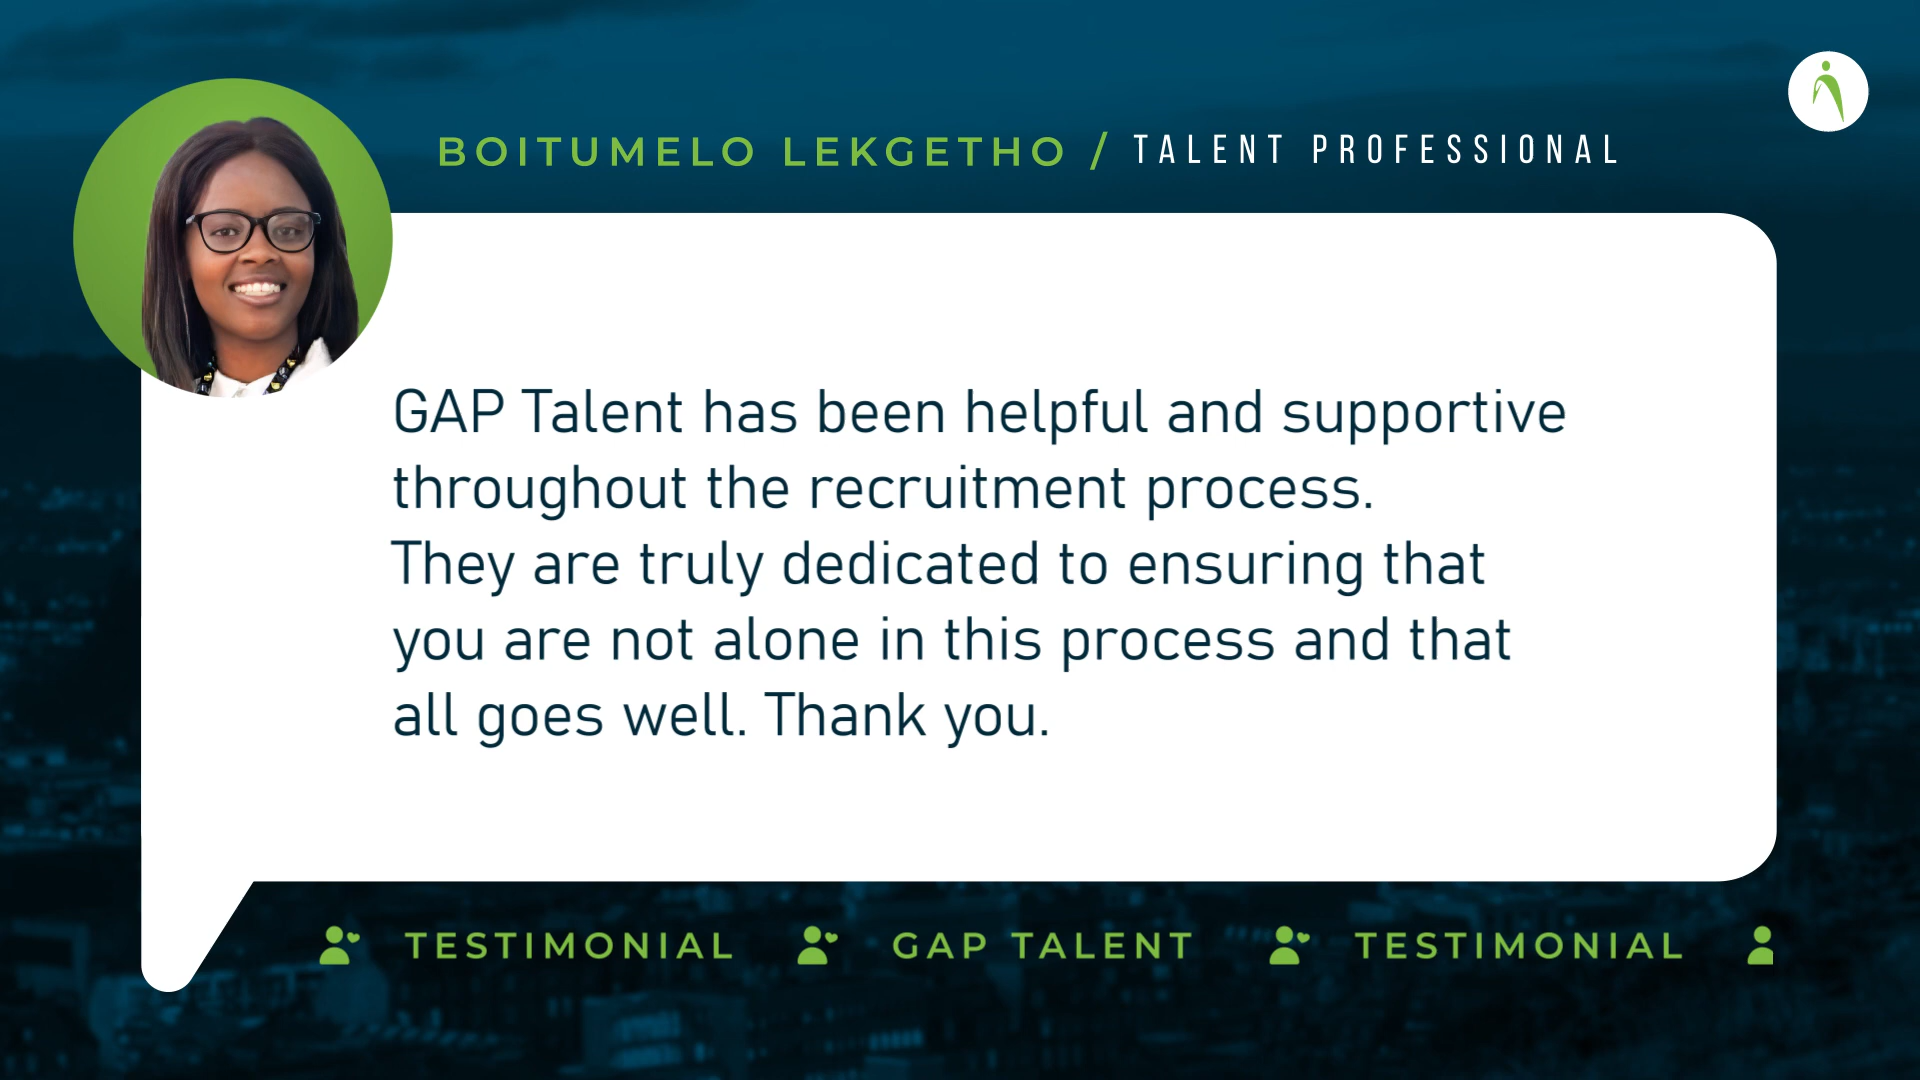 BOITUMELO LEKGETHO / TALENT PROFESSIONAL
GAP Talent has been helpful and supportive
throughout the recruitment process.
They are truly dedicated to ensuring that
you are not alone in this process and that
all goes well. Thank you.
TESTIMONIAL GAP TALENT TESTIMONIAL